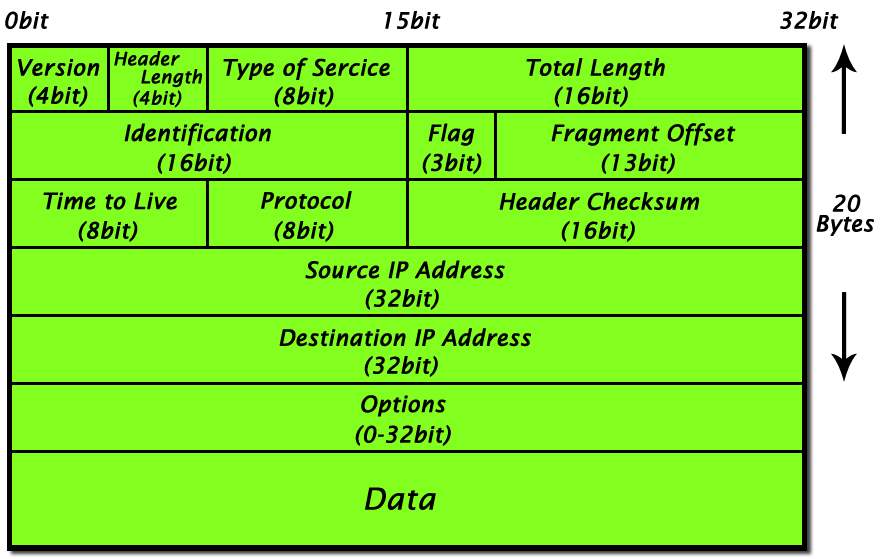 0bit 15bit 32bit
Version Header Type of Sercice Total Length
Length
(4bit) (4bit) (8bit) (16bit)
Identification Flag Fragment Offset
(16bit) (3bit) (13bit)
Time to Live Protocol Header Checksum
(8bit) (8bit) (16bit)
20
Bytes
Source IP Address
(32bit)
Destination IP Address
(32bit)
Options
(0-32bit)
Data